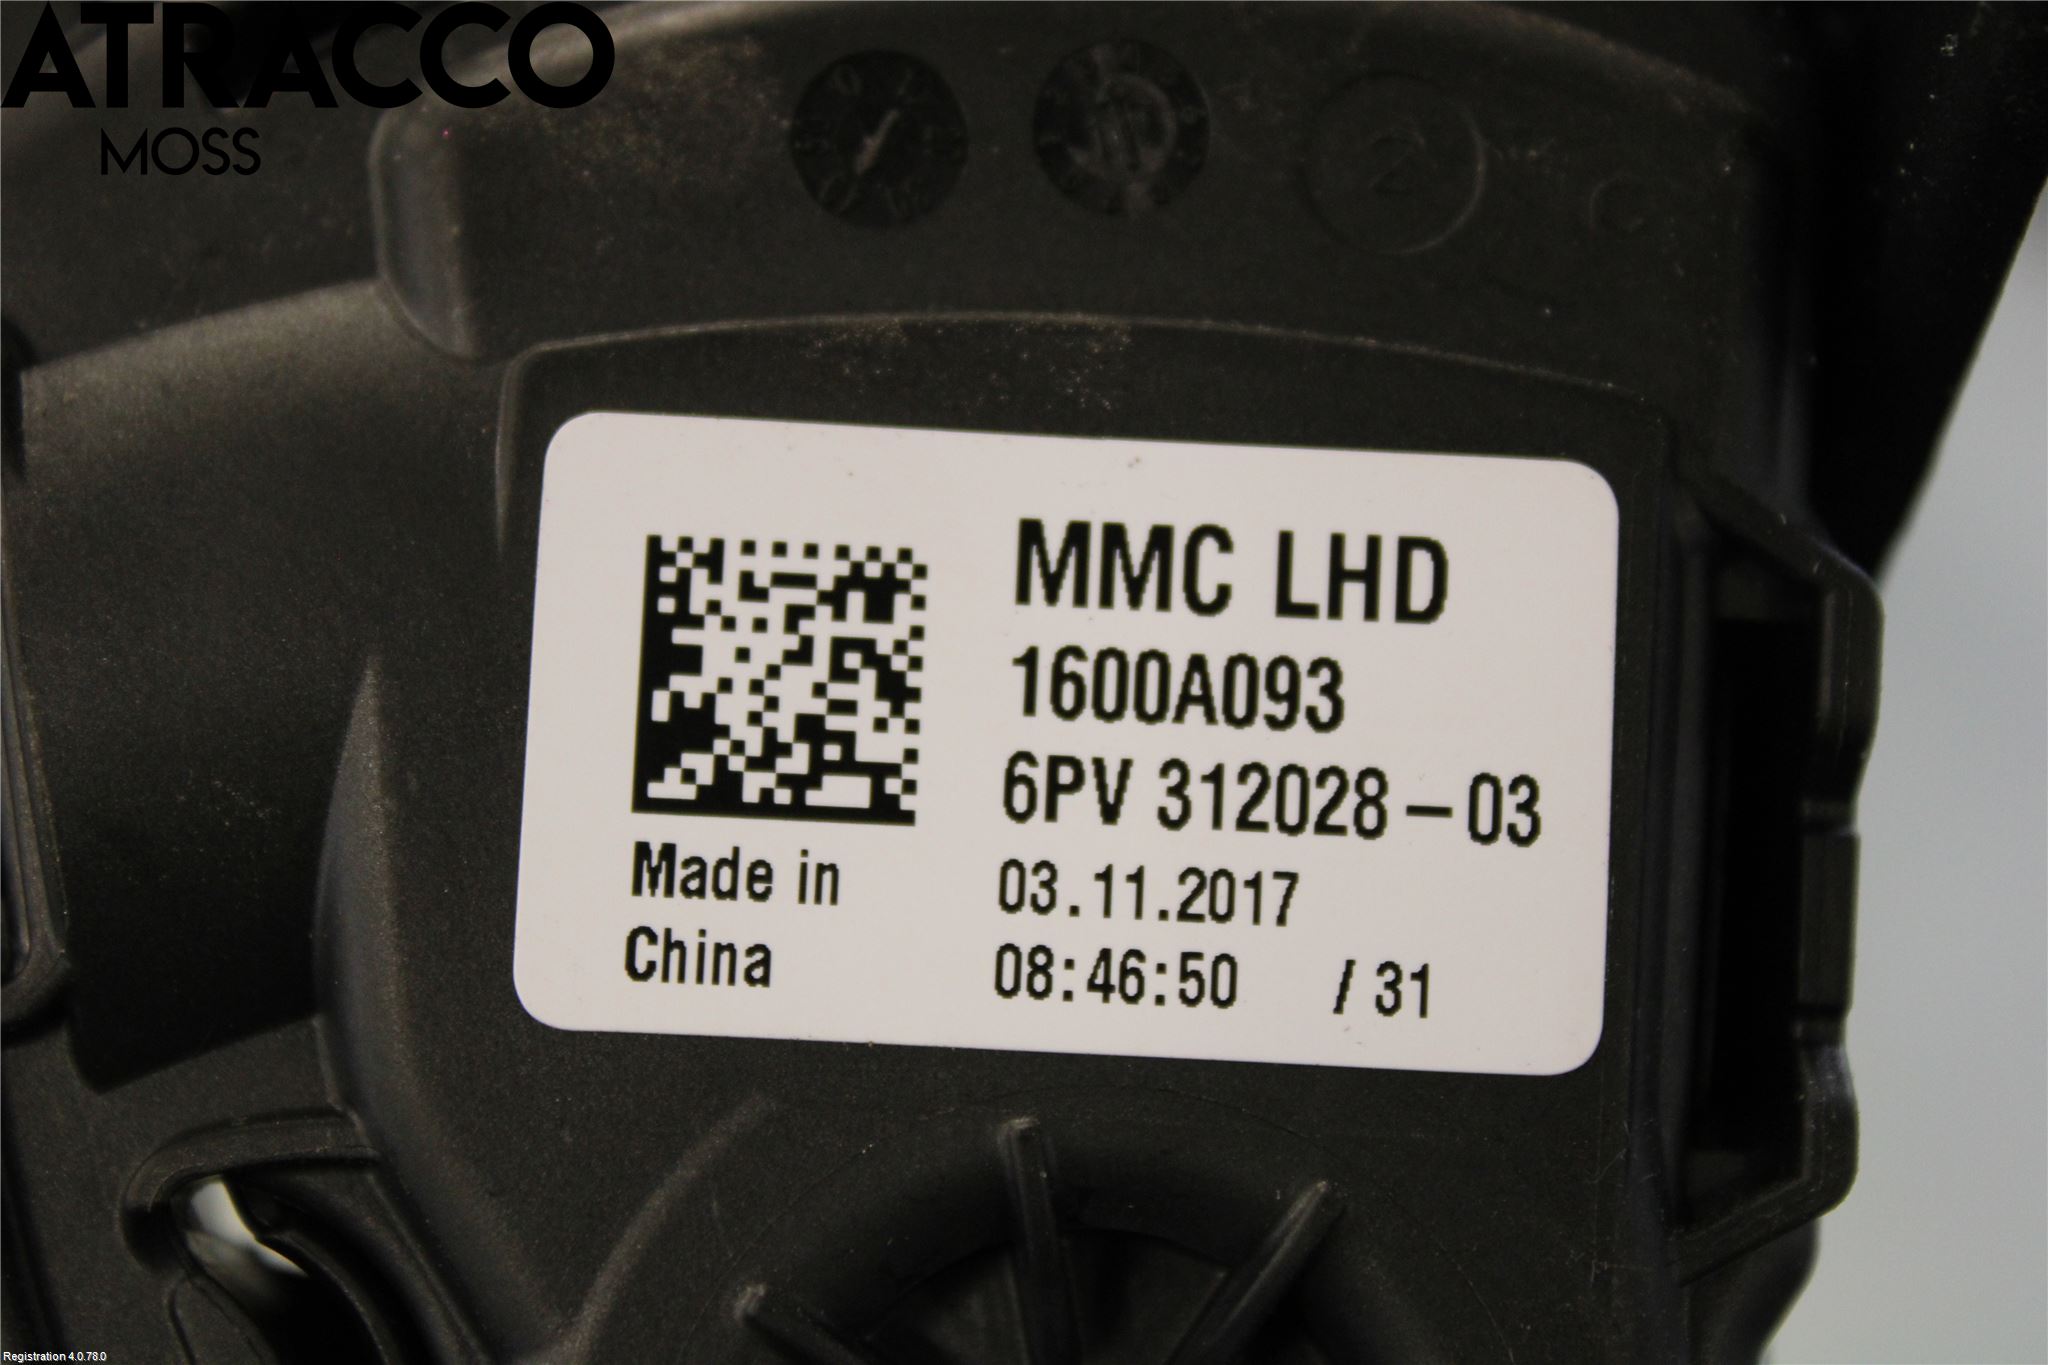 ATRACCO
MOSS
2
MMC LHD
1600A093
6PV 312028-03
Made in
China
03.11.2017
08:46:50 / 31
Registration 4.0.78.0